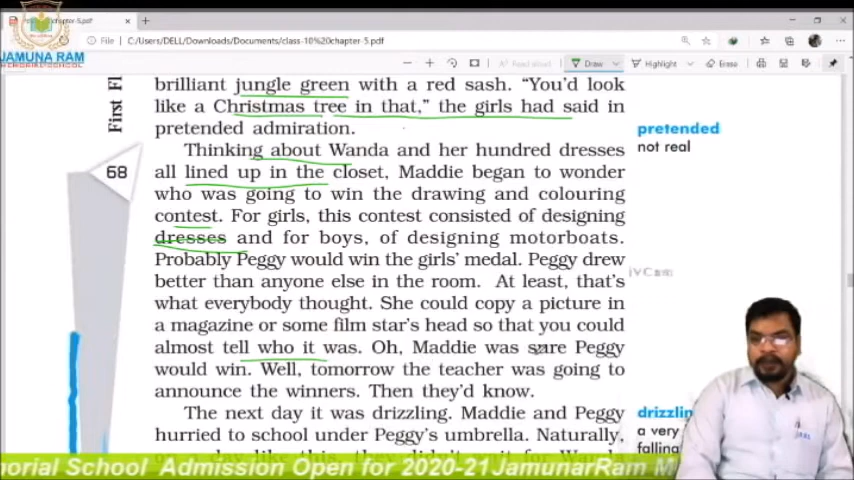 chapter-5.pdf
File
C:/Users/DELL/Downloads/Documents/class-10%20chapter-5.pdf
JAMUNA RAM
Read aloud
Draw
Highlight
Erase
First Fl
68
brilliant jungle green with a red sash. “You’d look
like a Christmas tree in that,” the girls had said in
pretended admiration.
Thinking about Wanda and her hundred dresses
all lined up in the closet, Maddie began to wonder
who was going to win the drawing and colouring
contest. For girls, this contest consisted of designing
dresses and for boys, of designing motorboats.
Probably Peggy would win the girls’ medal. Peggy drew
better than anyone else in the room. At least, that’s
what everybody thought. She could copy a picture in
a magazine or some film star’s head so that you could
almost tell who it was. Oh, Maddie was sure Peggy
would win. Well, tomorrow the teacher was going to
announce the winners. Then they’d know.
The next day it was drizzling. Maddie and Peggy
hurried to school under Peggy’s umbrella. Naturally,
pretended
not real
jvCam
drizzlin
a very
falling
orial School Admission Open for 2020-21JamunarRam M